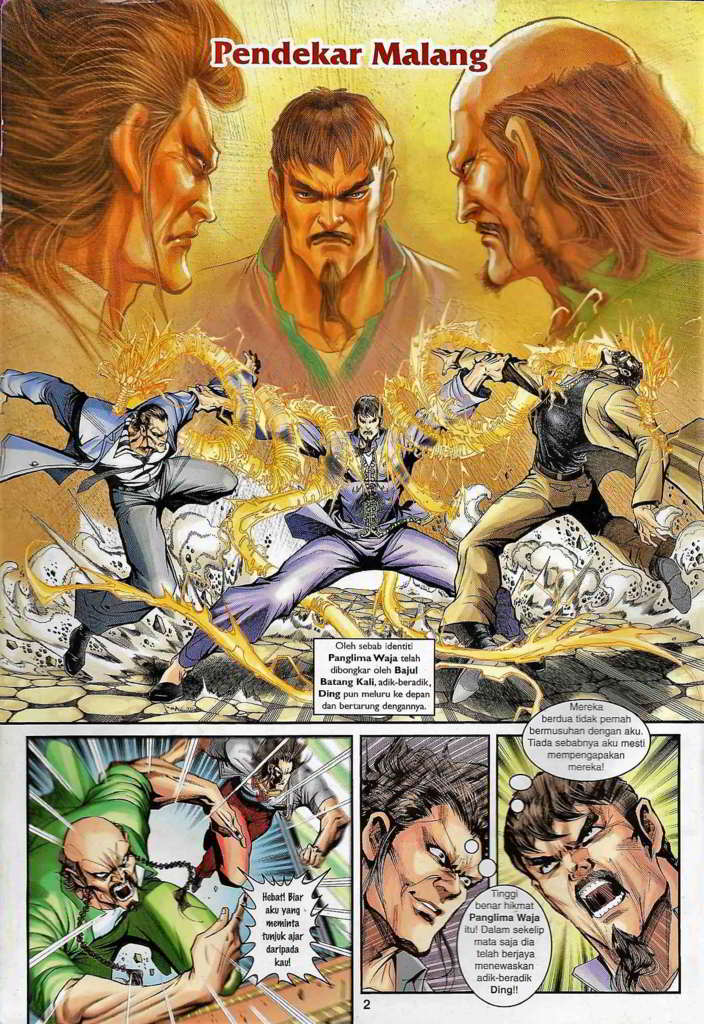 Pendekar Malang
Oleh sebab identiti
Panglima Waja telah
dibongkar oleh Bajul
Batang Kali, adik-beradik,
Ding pun meluru ke depan
dan bertarung dengannya.
Mereka
berdua tidak pernah
bermusuhan dengan aku.
Tiada sebabnya aku mesti
mempengapakan
mereka!
Hebat! Biar
aku yang
meminta
tunjuk ajar
daripada
kau!
Tinggi
benar hikmat
Panglima Waja
itu! Dalam sekelip
mata saja dia
telah berjaya
menewaskan
adik-beradik
Ding!!
2